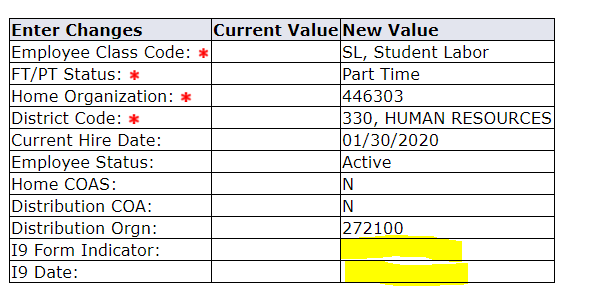 Enter Changes Current Value New Value
Employee Class Code: * SL, Student Labor
FT/PT Status: * Part Time
Home Organization: * 446303
District Code: * 330, HUMAN RESOURCES
Current Hire Date: 01/30/2020
Employee Status: Active
Home COAS: N
Distribution COA: N
Distribution Orgn: 272100
I9 Form Indicator:
I9 Date: